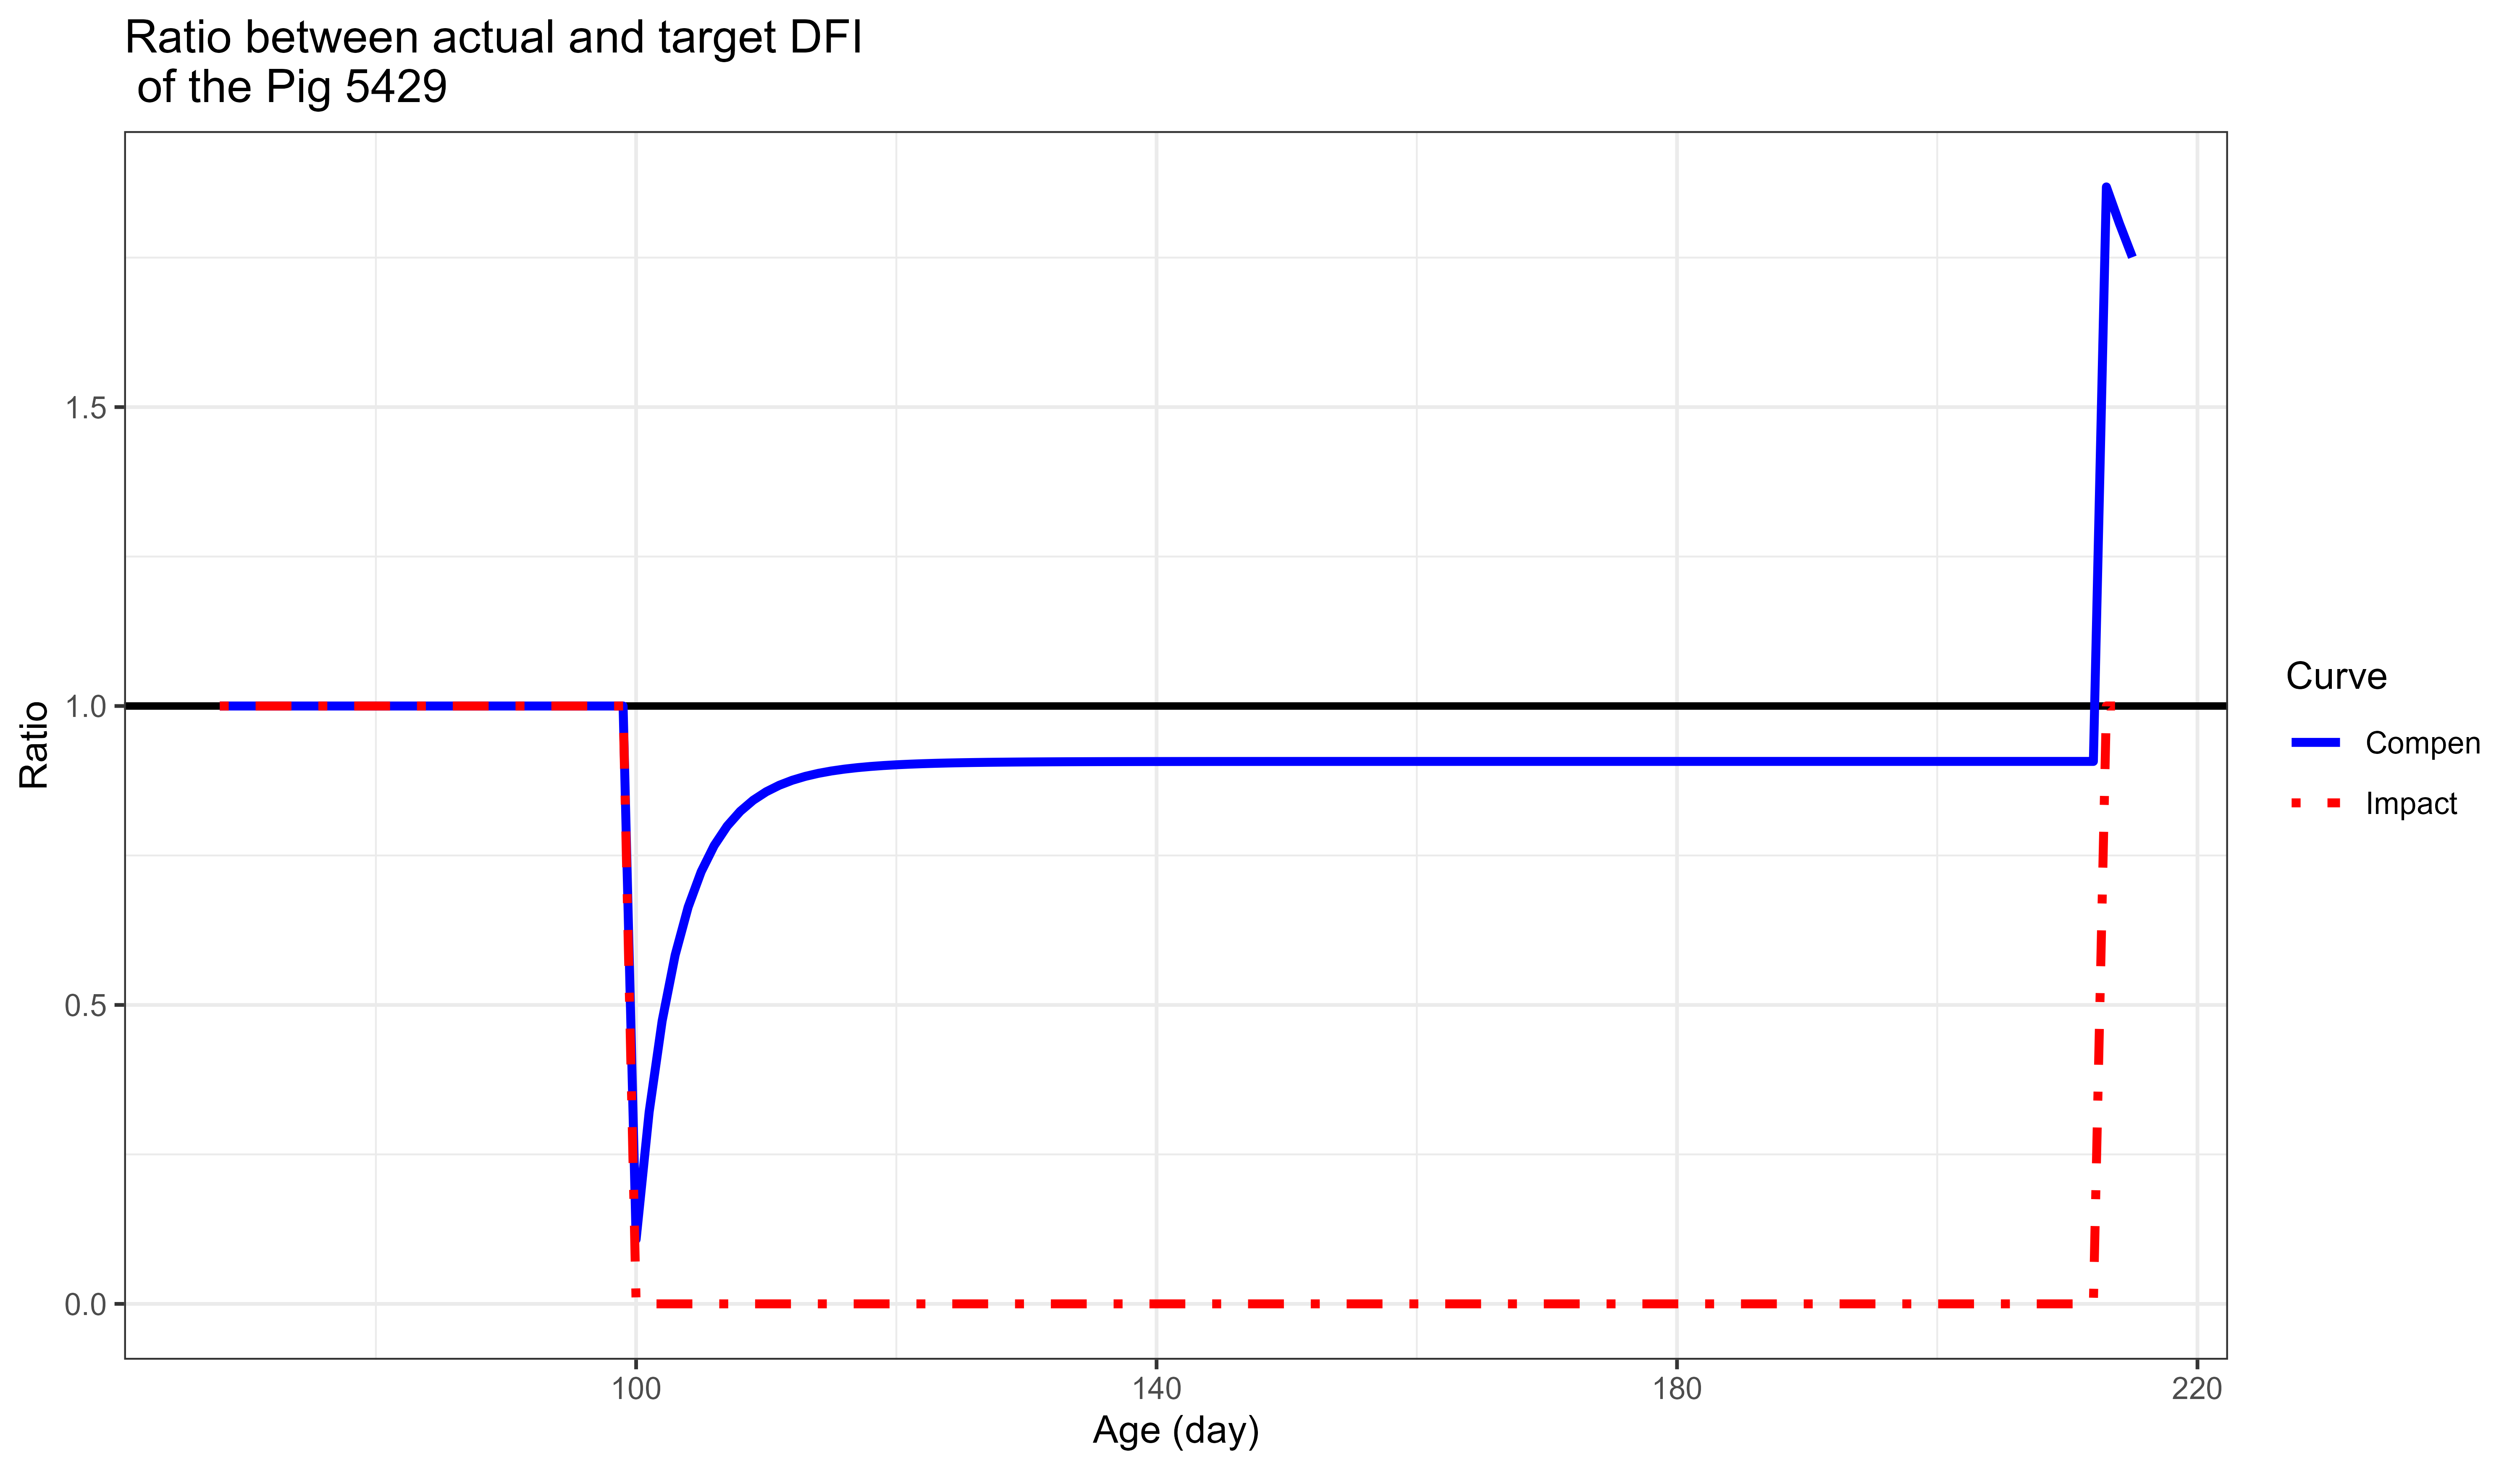 Ratio between actual and target DFI
of the Pig 5429
Ratio
1.5
1.0
0.5
0.0
100 140 180 220
Age (day)
Curve
Compen
Impact